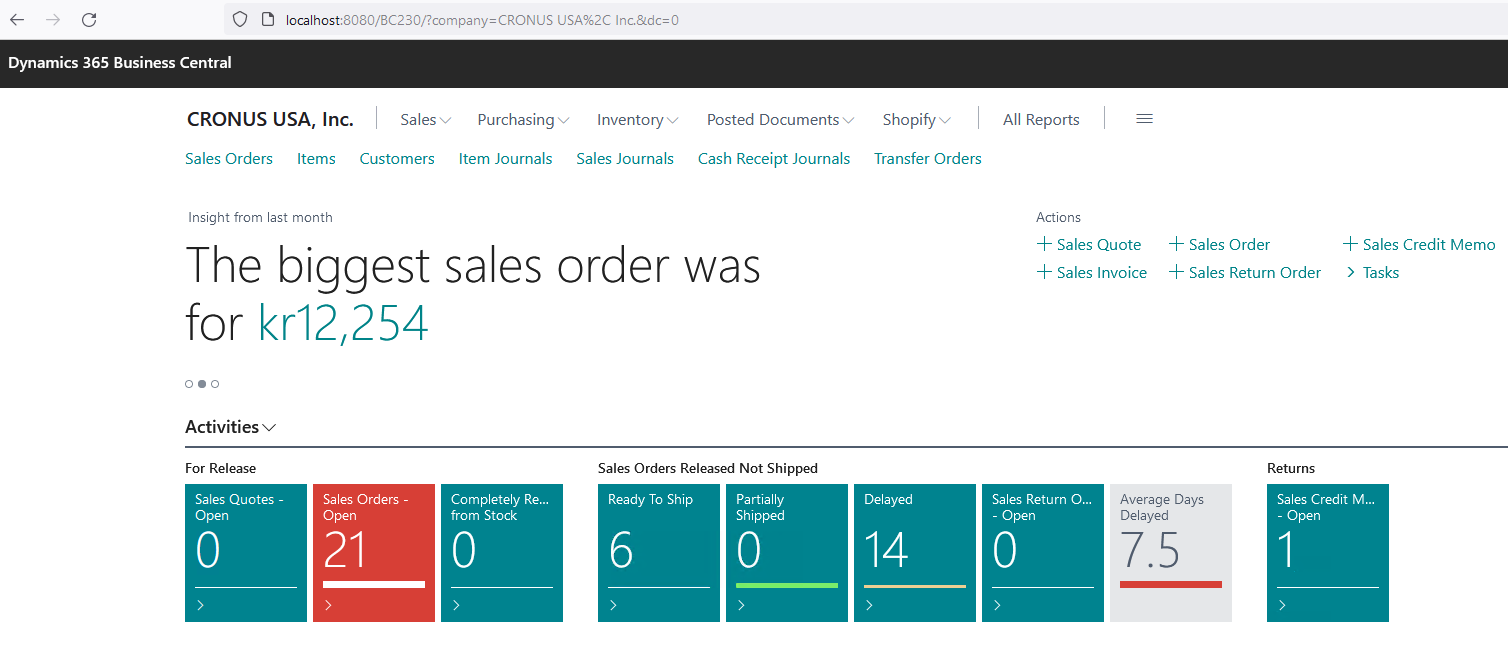 localhost:8080/BC230/?company=CRONUS USA%2C Inc.&dc=0
Dynamics 365 Business Central
CRONUS USA, Inc. Sales Purchasing Inventory Posted Documents Shopify All Reports
Sales Orders Items Customers Item Journals Sales Journals Cash Receipt Journals Transfer Orders
Insight from last month
The biggest sales order was
for kr12,254
Actions
+ Sales Quote + Sales Order + Sales Credit Memo
+ Sales Invoice + Sales Return Order > Tasks
Activities
For Release
Sales Quotes -
Open
0
Sales Orders -
Open
21
Completely Re...
from Stock
0
Sales Orders Released Not Shipped
Ready To Ship
6
Partially
Shipped
0
Delayed
14
Sales Return O...
- Open
0
Average Days
Delayed
7.5
Returns
Sales Credit M...
- Open
1